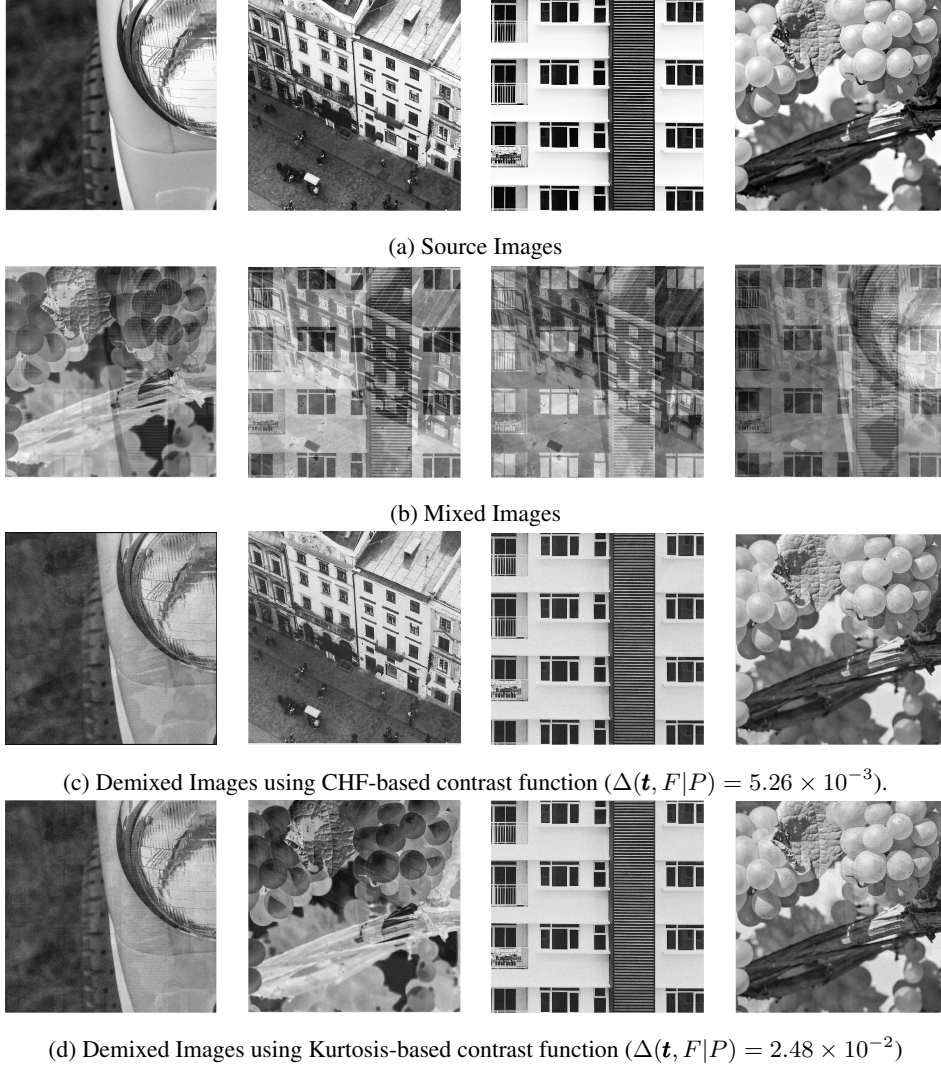 (a) Source Images
(b) Mixed Images
(c) Demixed Images using CHF-based contrast function (Δ(t, F|P) = 5.26 × 10⁻³).
(d) Demixed Images using Kurtosis-based contrast function (Δ(t, F|P) = 2.48 × 10⁻²)